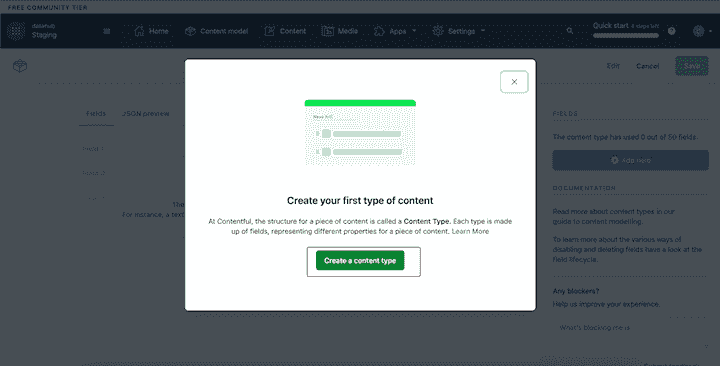 FREE COMMUNITY TIER
Staging
Home
Content model
Content
Media
Apps
Settings
Quick start
Edit
Cancel
Save
Fields
JSON preview
FIELDS
The content type has used 0 out of 50 fields.
Add field
DOCUMENTATION
Read more about content types in our
guide to content modelling.
To learn more about the various ways of
disabling and deleting fields have a look at the
field lifecycle.
Any blockers?
Help us improve your experience.
What's blocking me is
Create your first type of content
At Contentful, the structure for a piece of content is called a Content Type. Each type is made
up of fields, representing different properties for a piece of content. Learn More
Create a content type